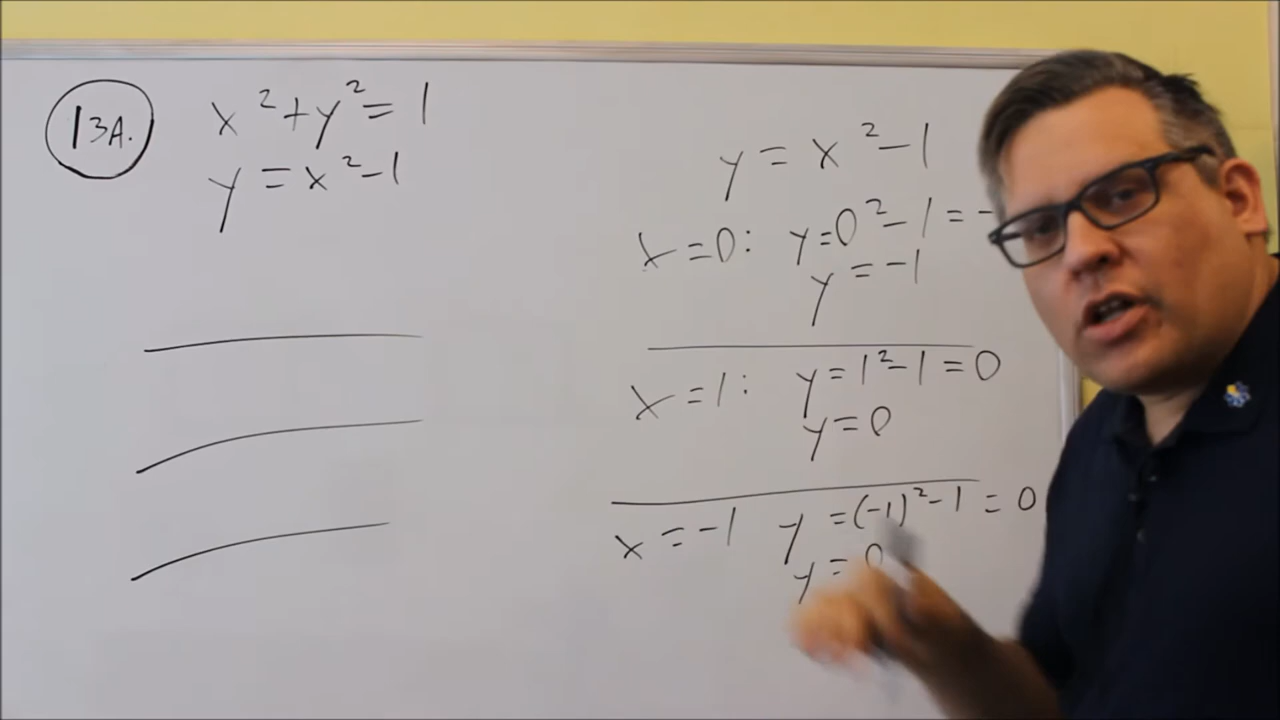 13A.
x² + y² = 1
y = x² - 1
y = x² - 1
x = 0: y = 0² - 1 = -
y = -1
x = 1: y = 1² - 1 = 0
y = 0
x = -1 y = (-1)² - 1 = 0
y = 0